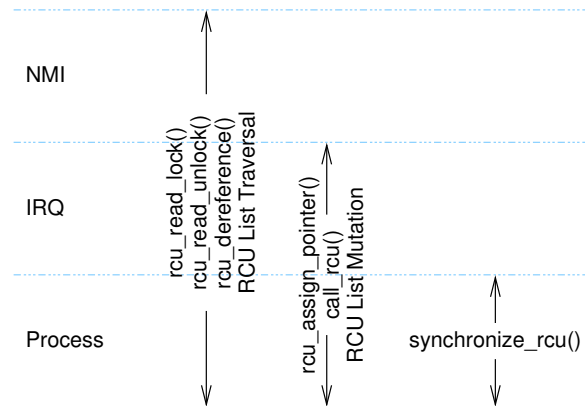 NMI
rcu_read_lock()
rcu_read_unlock()
rcu_dereference()
RCU List Traversal
IRQ
rcu_assign_pointer()
call_rcu()
RCU List Mutation
Process
synchronize_rcu()